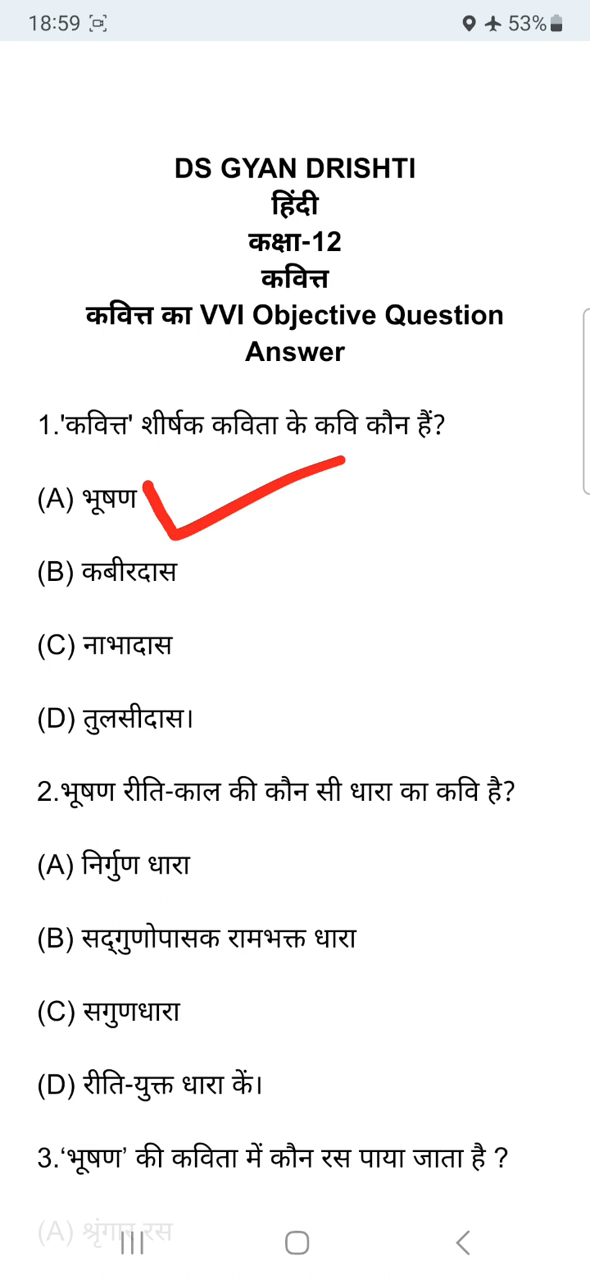 18:59
53%
DS GYAN DRISHTI
हिंदी
कक्षा-12
कवित्त
कवित्त का VVI Objective Question
Answer
1.'कवित्त' शीर्षक कविता के कवि कौन हैं?
(A) भूषण
(B) कबीरदास
(C) नाभादास
(D) तुलसीदास।
2.भूषण रीति-काल की कौन सी धारा का कवि है?
(A) निर्गुण धारा
(B) सद्गुणोपासक रामभक्त धारा
(C) सगुणधारा
(D) रीति-युक्त धारा कें।
3.‘भूषण’ की कविता में कौन रस पाया जाता है ?
(A) श्रृंगार रस